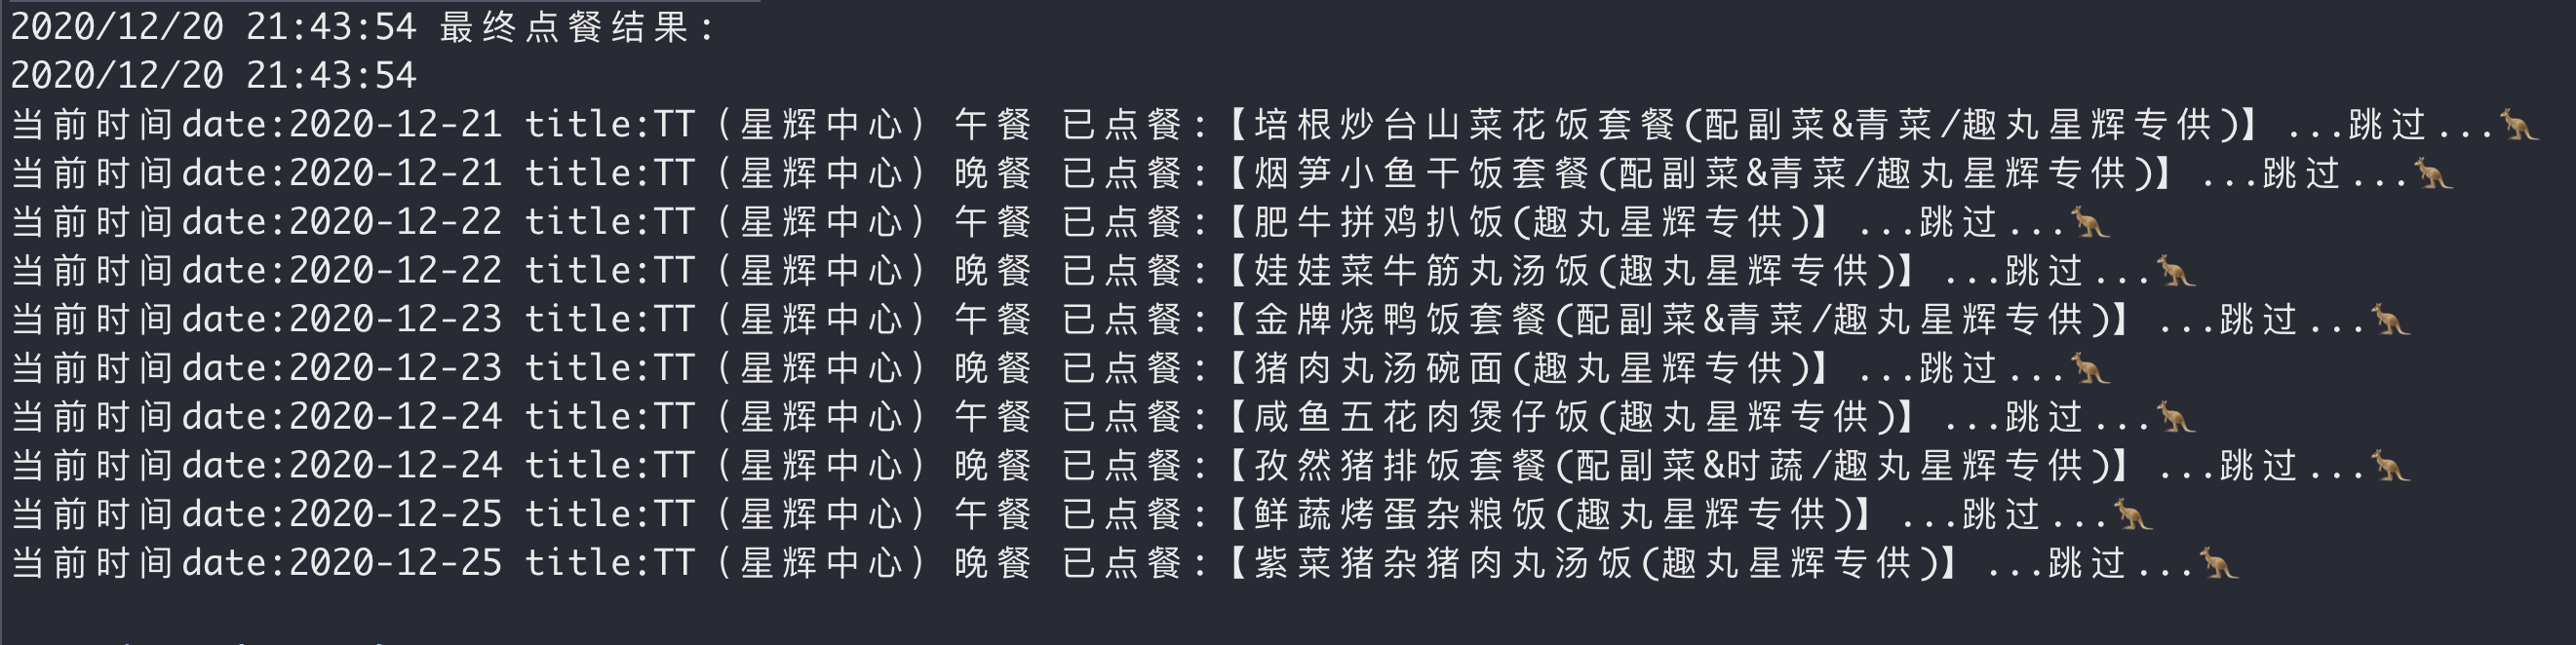 2020/12/20 21:43:54 最终点餐结果：
2020/12/20 21:43:54
当前时间date:2020-12-21 title:TT（星辉中心）午餐 已点餐：【培根炒台山菜花饭套餐(配副菜&青菜/趣丸星辉专供)】 ...跳过...🦘
当前时间date:2020-12-21 title:TT（星辉中心）晚餐 已点餐：【烟笋小鱼干饭套餐(配副菜&青菜/趣丸星辉专供)】 ...跳过...🦘
当前时间date:2020-12-22 title:TT（星辉中心）午餐 已点餐：【肥牛拼鸡扒饭(趣丸星辉专供)】 ...跳过...🦘
当前时间date:2020-12-22 title:TT（星辉中心）晚餐 已点餐：【娃娃菜牛筋丸汤饭(趣丸星辉专供)】 ...跳过...🦘
当前时间date:2020-12-23 title:TT（星辉中心）午餐 已点餐：【金牌烧鸭饭套餐(配副菜&青菜/趣丸星辉专供)】 ...跳过...🦘
当前时间date:2020-12-23 title:TT（星辉中心）晚餐 已点餐：【猪肉丸汤碗面(趣丸星辉专供)】 ...跳过...🦘
当前时间date:2020-12-24 title:TT（星辉中心）午餐 已点餐：【咸鱼五花肉煲仔饭(趣丸星辉专供)】 ...跳过...🦘
当前时间date:2020-12-24 title:TT（星辉中心）晚餐 已点餐：【孜然猪排饭套餐(配副菜&时蔬/趣丸星辉专供)】 ...跳过...🦘
当前时间date:2020-12-25 title:TT（星辉中心）午餐 已点餐：【鲜蔬烤蛋杂粮饭(趣丸星辉专供)】 ...跳过...🦘
当前时间date:2020-12-25 title:TT（星辉中心）晚餐 已点餐：【紫菜猪杂猪肉丸汤饭(趣丸星辉专供)】 ...跳过...🦘